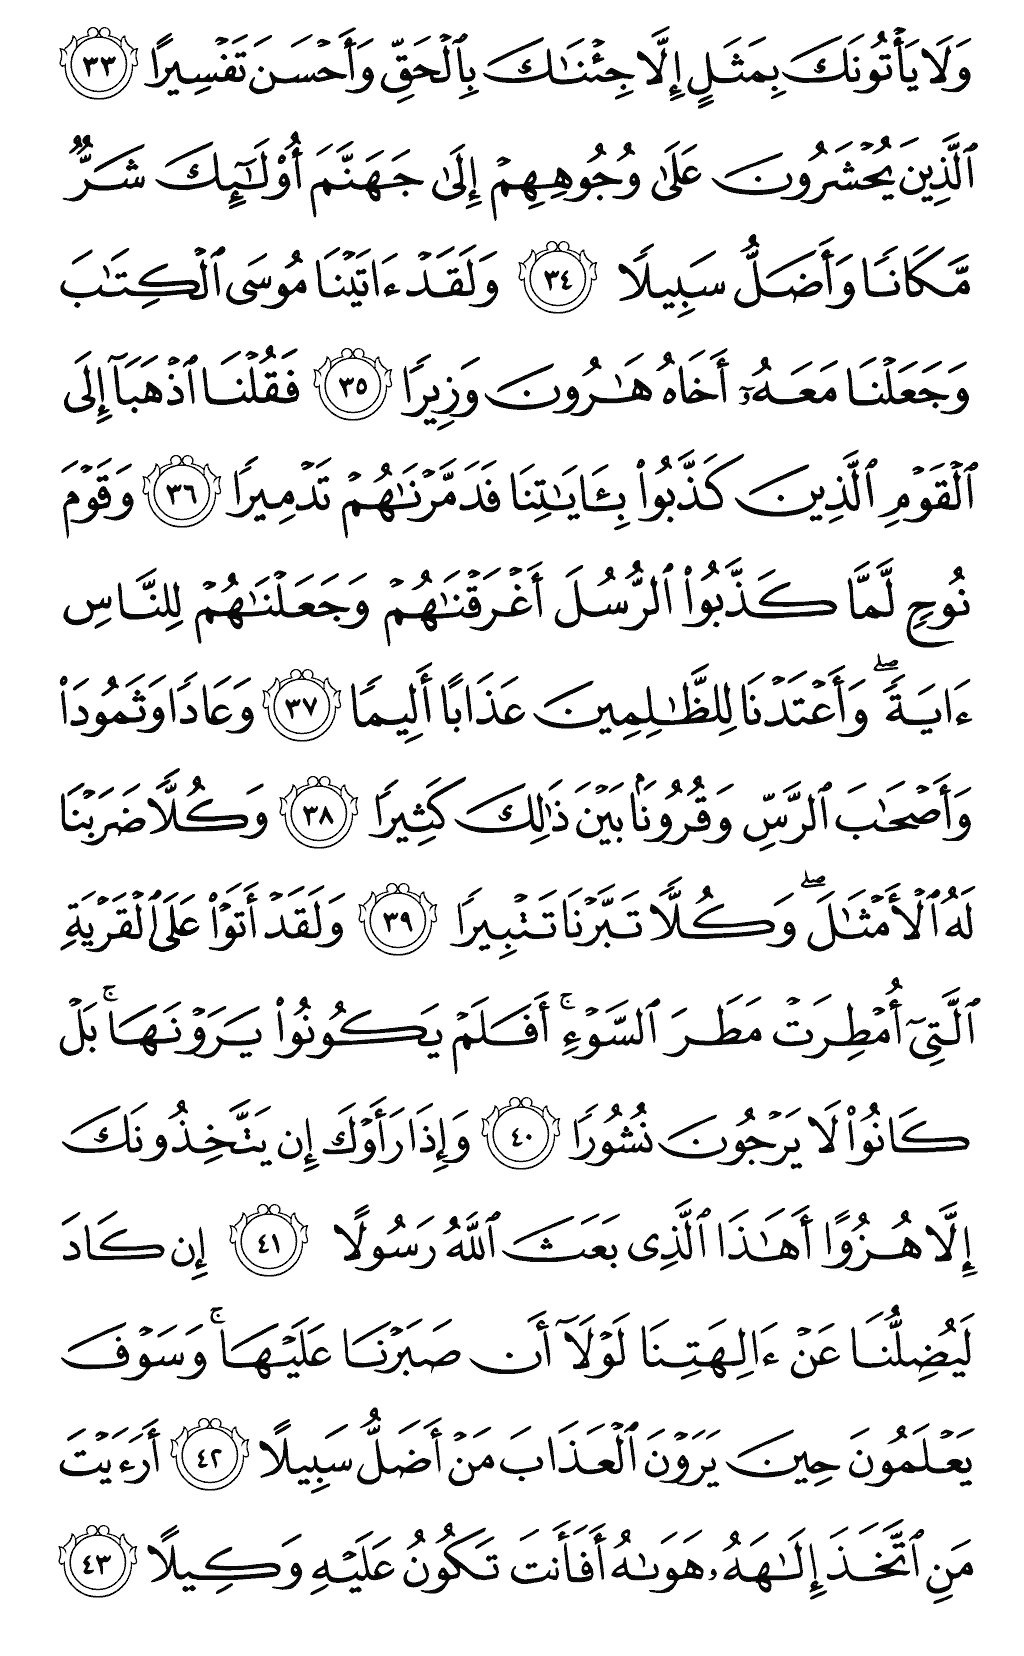 وَلَا يَأۡتُونَكَ بِمَثَلٍ إِلَّا جِئۡنَٰكَ بِٱلۡحَقِّ وَأَحۡسَنَ تَفۡسِيرًا ٣٣
ٱلَّذِينَ يُحۡشَرُونَ عَلَىٰ وُجُوهِهِمۡ إِلَىٰ جَهَنَّمَ أُوْلَٰٓئِكَ شَرّٞ
مَّكَانٗا وَأَضَلُّ سَبِيلٗا ٣٤ وَلَقَدۡ ءَاتَيۡنَا مُوسَى ٱلۡكِتَٰبَ
وَجَعَلۡنَا مَعَهُۥٓ أَخَاهُ هَٰرُونَ وَزِيرٗا ٣٥ فَقُلۡنَا ٱذۡهَبَآ إِلَى
ٱلۡقَوۡمِ ٱلَّذِينَ كَذَّبُواْ بِـَٔايَٰتِنَا فَدَمَّرۡنَٰهُمۡ تَدۡمِيرٗا ٣٦ وَقَوۡمَ
نُوحٖ لَّمَّا كَذَّبُواْ ٱلرُّسُلَ أَغۡرَقۡنَٰهُمۡ وَجَعَلۡنَٰهُمۡ لِلنَّاسِ
ءَايَةٗۖ وَأَعۡتَدۡنَا لِلظَّٰلِمِينَ عَذَابًا أَلِيمٗا ٣٧ وَعَادٗا وَثَمُودَاْ
وَأَصۡحَٰبَ ٱلرَّسِّ وَقُرُونَۢا بَيۡنَ ذَٰلِكَ كَثِيرٗا ٣٨ وَكُلّٗا ضَرَبۡنَا
لَهُ ٱلۡأَمۡثَٰلَۖ وَكُلّٗا تَبَّرۡنَا تَتۡبِيرٗا ٣٩ وَلَقَدۡ أَتَوۡاْ عَلَى ٱلۡقَرۡيَةِ
ٱلَّتِيٓ أُمۡطِرَتۡ مَطَرَ ٱلسَّوۡءِۚ أَفَلَمۡ يَكُونُواْ يَرَوۡنَهَاۚ بَلۡ
كَانُواْ لَا يَرۡجُونَ نُشُورٗا ٤٠ وَإِذَا رَأَوۡكَ إِن يَتَّخِذُونَكَ
إِلَّا هُزُوًا أَهَٰذَا ٱلَّذِي بَعَثَ ٱللَّهُ رَسُولًا ٤١ إِن كَادَ
لَيُضِلُّنَا عَنۡ ءَالِهَتِنَا لَوۡلَآ أَن صَبَرۡنَا عَلَيۡهَاۚ وَسَوۡفَ
يَعۡلَمُونَ حِينَ يَرَوۡنَ ٱلۡعَذَابَ مَنۡ أَضَلُّ سَبِيلًا ٤٢ أَرَءَيۡتَ
مَنِ ٱتَّخَذَ إِلَٰهَهُۥ هَوَىٰهُ أَفَأَنتَ تَكُونُ عَلَيۡهِ وَكِيلًا ٤٣